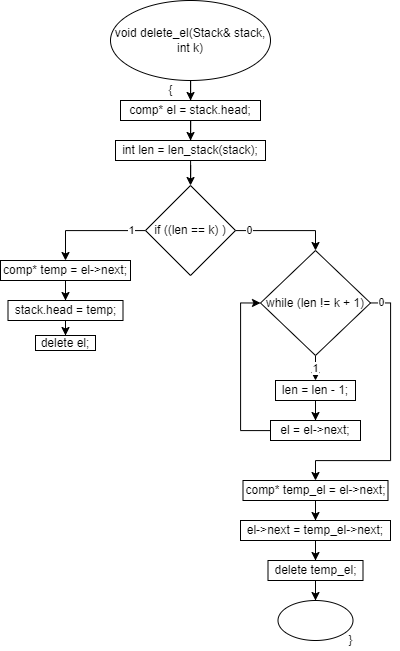 void delete_el(Stack& stack,
int k)
{
comp* el = stack.head;
int len = len_stack(stack);
if ((len == k) )
1
0
comp* temp = el->next;
stack.head = temp;
delete el;
while (len != k + 1)
0
1
len = len - 1;
el = el->next;
comp* temp_el = el->next;
el->next = temp_el->next;
delete temp_el;
}